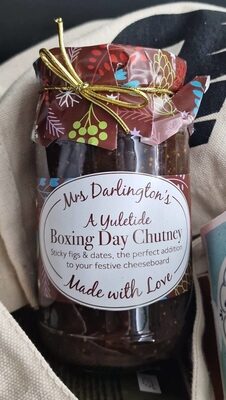 Mrs Darlington's
A Yuletide
Boxing Day Chutney
Sticky figs & dates, the perfect addition
to your festive cheeseboard
Made with Love